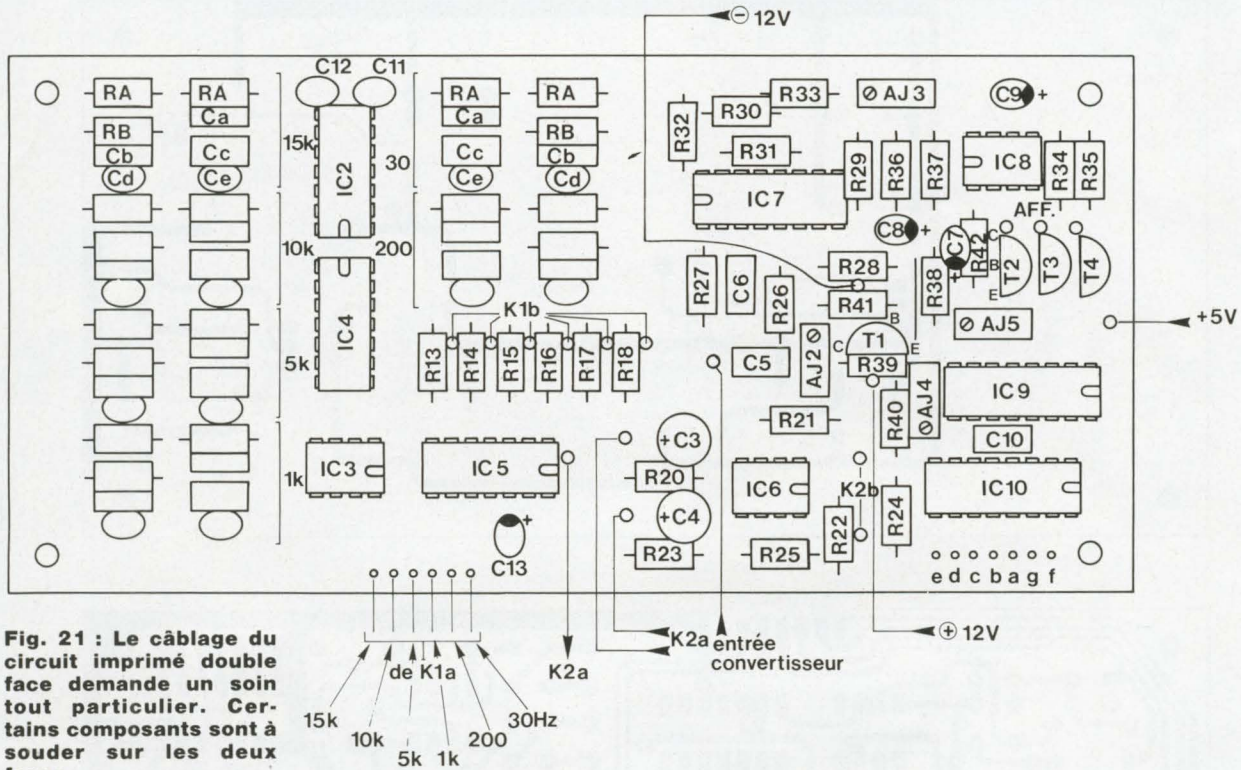 ⊖ 12V
C12 C11
RA RA RA RA
Ca Ca
RB RB
15k
Cb Cc Cc Cb
Cd Ce Ce Cd
IC2
30
10k
200
IC4
5k
1k
K1b
R13 R14 R15 R16 R17 R18
IC3 IC5
C13 +
R32 R30 R33 AJ3 C9 +
R31
IC7
R29 R36 R37 IC8 R34 R35
AFF.
C8 +
C7 +
R42
C
B
E
T2 T3 T4
R27 C6 R26 R28
R41
R38
AJ5
+5V
C5 AJ2
C B E
T1
R39
R21
R40 AJ4
IC9
C10
+C3
R20
+C4
R23
IC6
K2b
R25 R22 R24
IC10
e d c b a g f
K2a
K2a
entrée
convertisseur
⊕ 12V
de K1a
15k
10k
5k
1k
200
30Hz
Fig. 21 : Le câblage du
circuit imprimé double
face demande un soin
tout particulier. Cer-
tains composants sont à
souder sur les deux